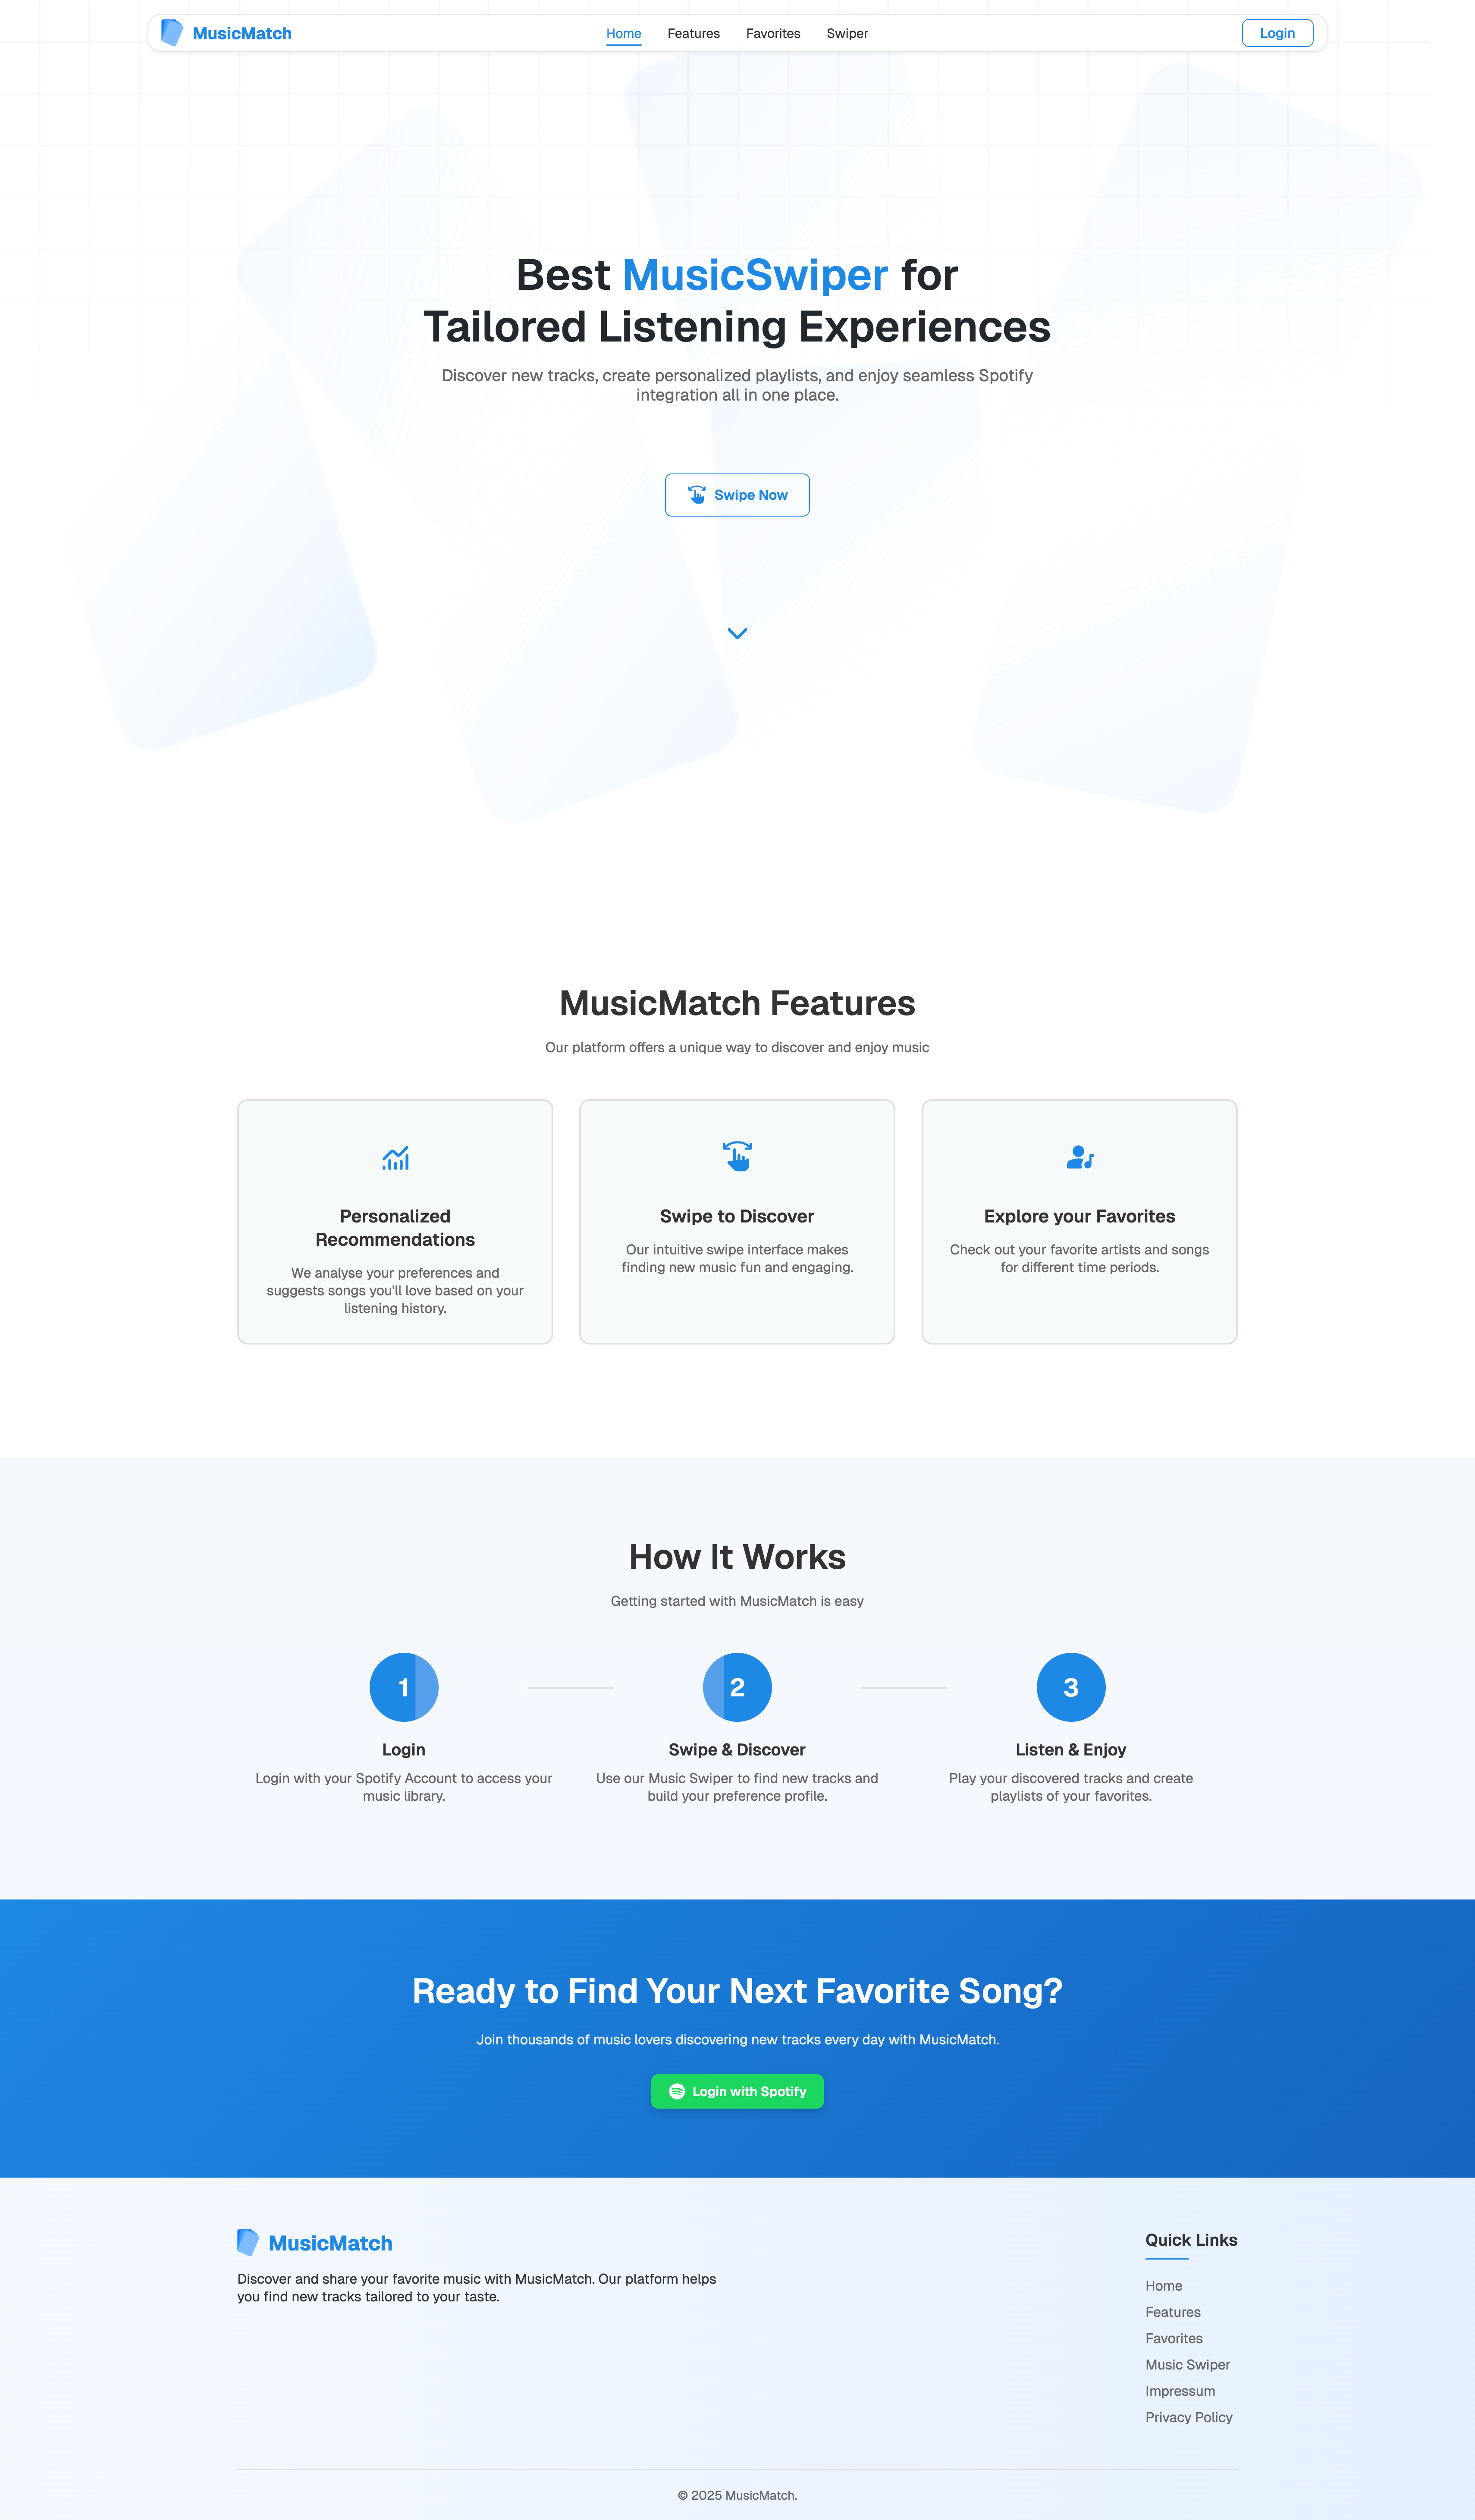 MusicMatch
Home
Features
Favorites
Swiper
Login
Best MusicSwiper for
Tailored Listening Experiences
Discover new tracks, create personalized playlists, and enjoy seamless Spotify
integration all in one place.
Swipe Now
MusicMatch Features
Our platform offers a unique way to discover and enjoy music
Personalized
Recommendations
We analyse your preferences and
suggests songs you'll love based on your
listening history.
Swipe to Discover
Our intuitive swipe interface makes
finding new music fun and engaging.
Explore your Favorites
Check out your favorite artists and songs
for different time periods.
How It Works
Getting started with MusicMatch is easy
1
Login
Login with your Spotify Account to access your
music library.
2
Swipe & Discover
Use our Music Swiper to find new tracks and
build your preference profile.
3
Listen & Enjoy
Play your discovered tracks and create
playlists of your favorites.
Ready to Find Your Next Favorite Song?
Join thousands of music lovers discovering new tracks every day with MusicMatch.
Login with Spotify
MusicMatch
Discover and share your favorite music with MusicMatch. Our platform helps
you find new tracks tailored to your taste.
Quick Links
Home
Features
Favorites
Music Swiper
Impressum
Privacy Policy
© 2025 MusicMatch.